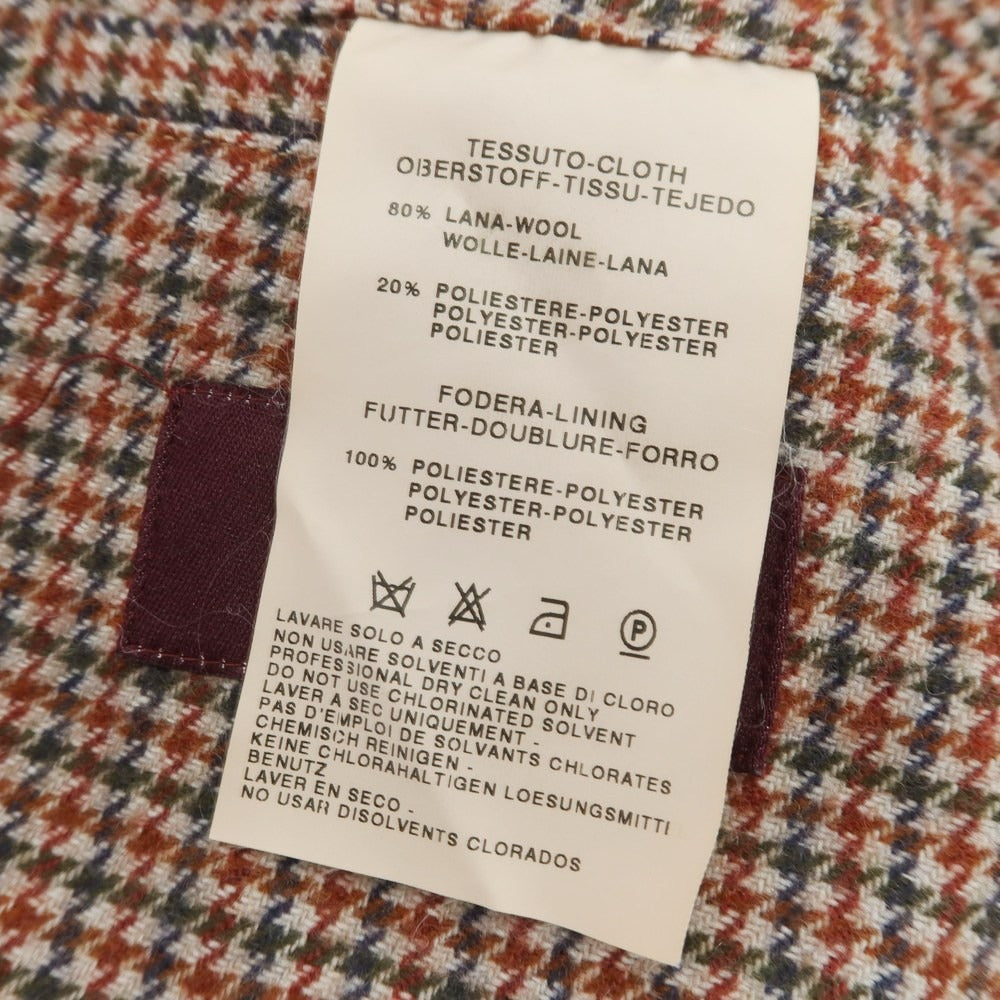 TESSUTO-CLOTH
OBERSTOFF-TISSU-TEJEDO
80% LANA-WOOL
WOLLE-LAINE-LANA
20% POLIESTERE-POLYESTER
POLYESTER-POLYESTER
POLIESTER
FODERA-LINING
FUTTER-DOUBLURE-FORRO
100% POLIESTERE-POLYESTER
POLYESTER-POLYESTER
POLIESTER
P
LAVARE SOLO A SECCO
NON USARE SOLVENTI A BASE DI CLORO
PROFESSIONAL DRY CLEAN ONLY
DO NOT USE CHLORINATED SOLVENT
LAVER A SEC UNIQUEMENT -
PAS D'EMPLOI DE SOLVANTS CHLORATES
CHEMISCH REINIGEN -
KEINE CHLORAHALTIGEN LOESUNGSMITTI
BENUTZ
LAVER EN SECO -
NO USAR DISOLVENTS CLORADOS